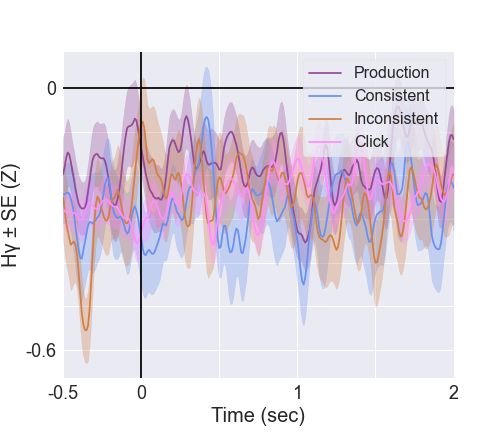 Production
Consistent
Inconsistent
Click
Hγ ± SE (Z)
0
-0.6
-0.5
0
1
2
Time (sec)